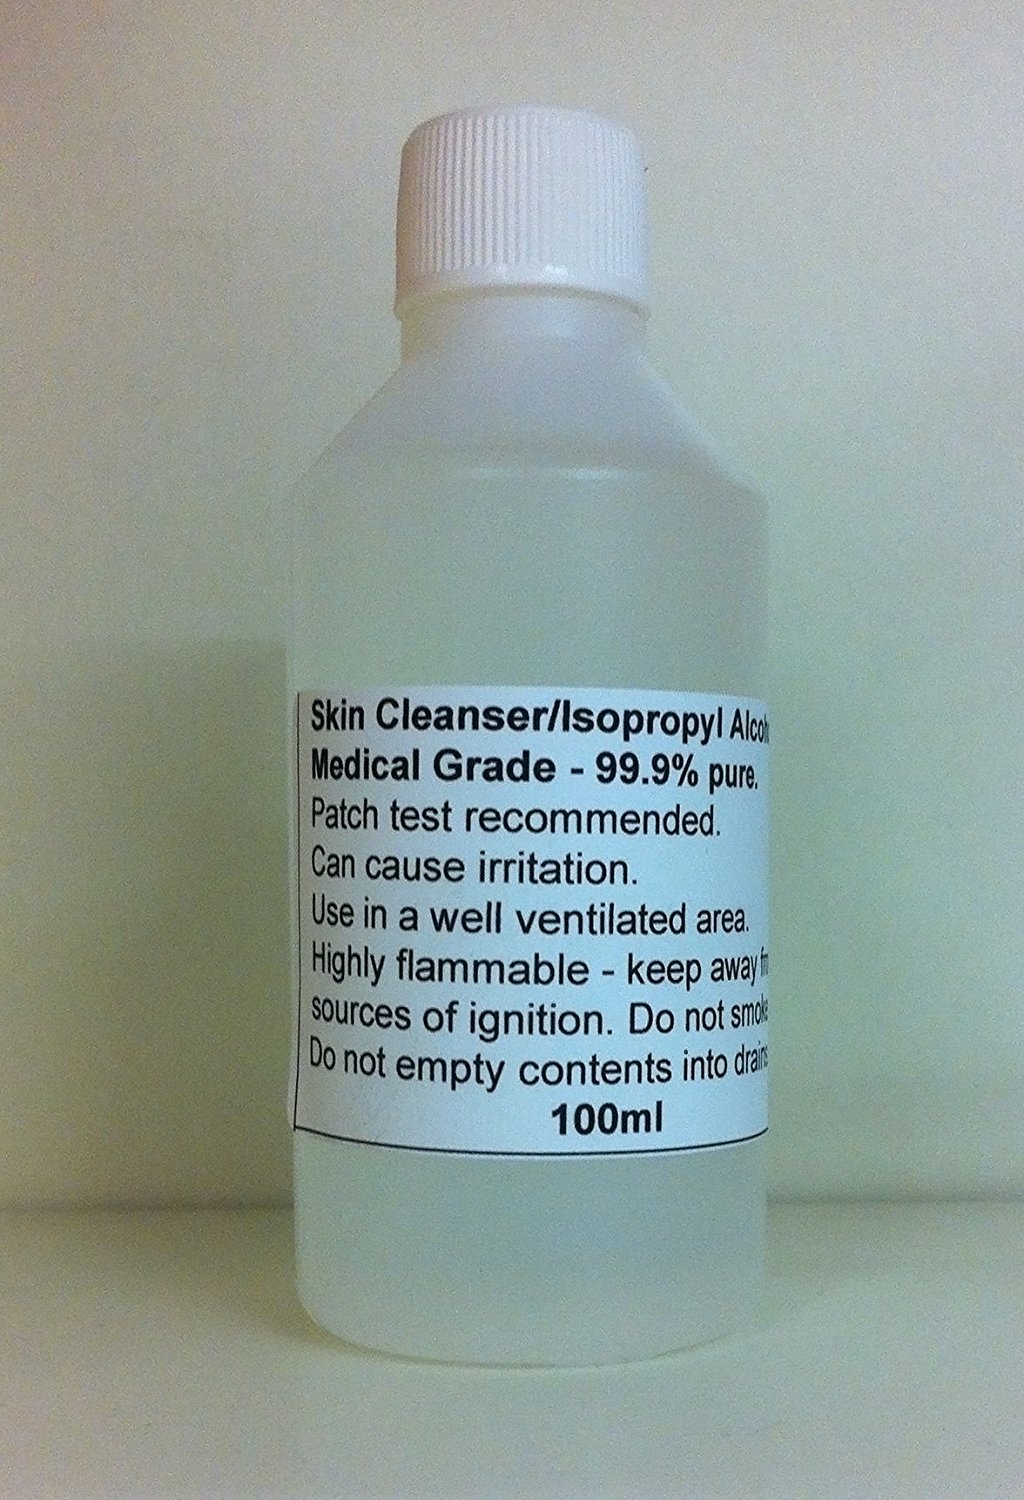 Skin Cleanser/Isopropyl Alcoh
Medical Grade - 99.9% pure.
Patch test recommended.
Can cause irritation.
Use in a well ventilated area.
Highly flammable - keep away
sources of ignition. Do not smoke
Do not empty contents into drains
100ml